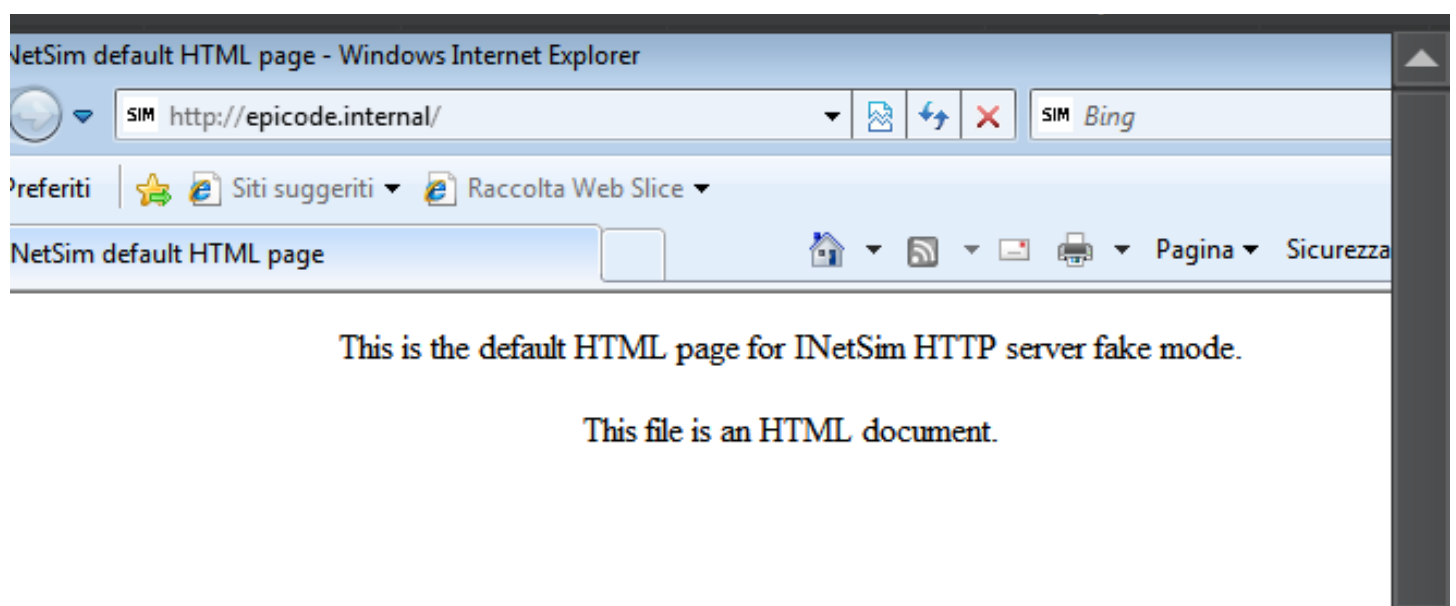 NetSim default HTML page - Windows Internet Explorer
SIM http://epicode.internal/ SIM Bing
Preferiti Siti suggeriti Raccolta Web Slice
NetSim default HTML page Pagina Sicurezza
This is the default HTML page for INetSim HTTP server fake mode.
This file is an HTML document.